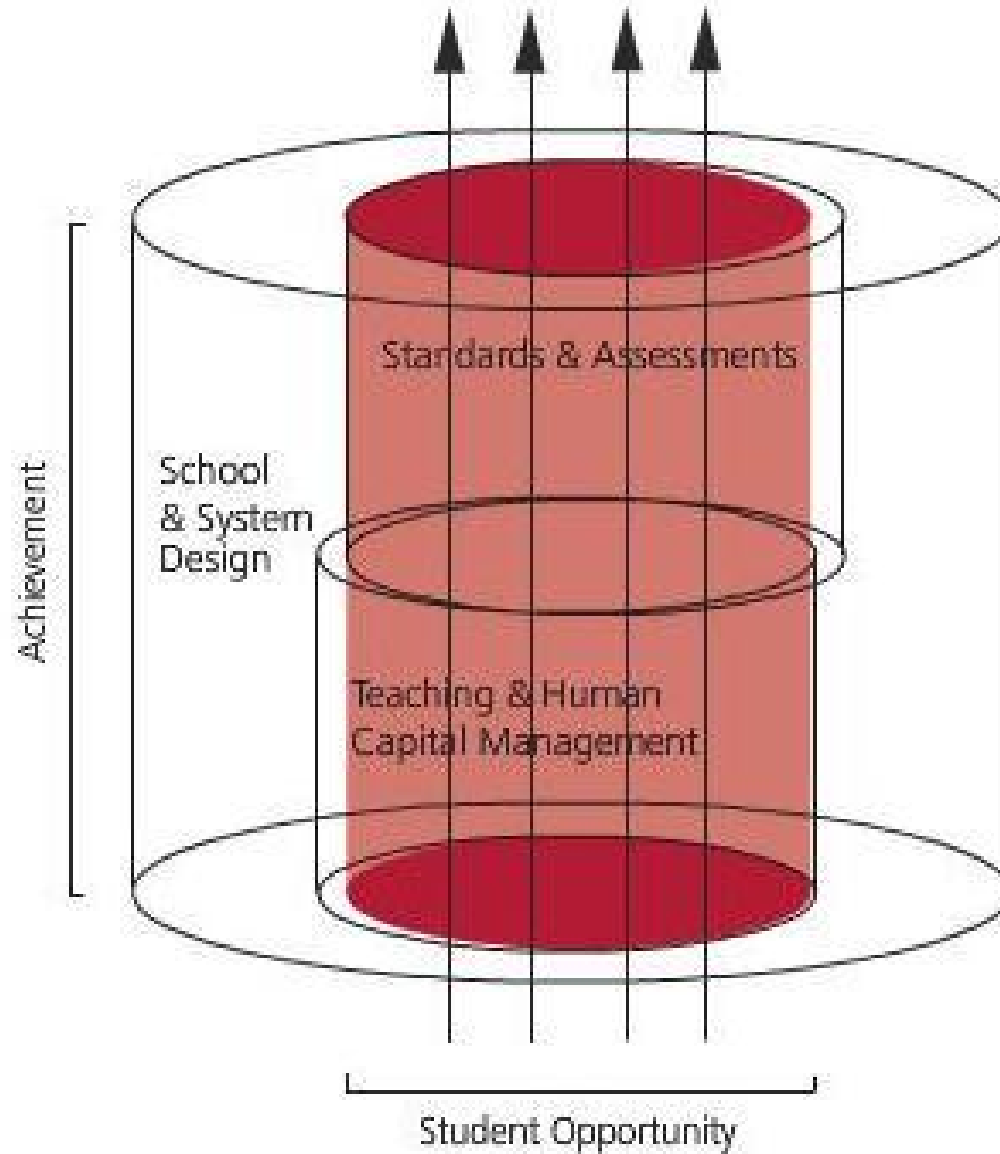 Standards & Assessments
School
& System
Design
Achievement
Teaching & Human
Capital Management
Student Opportunity